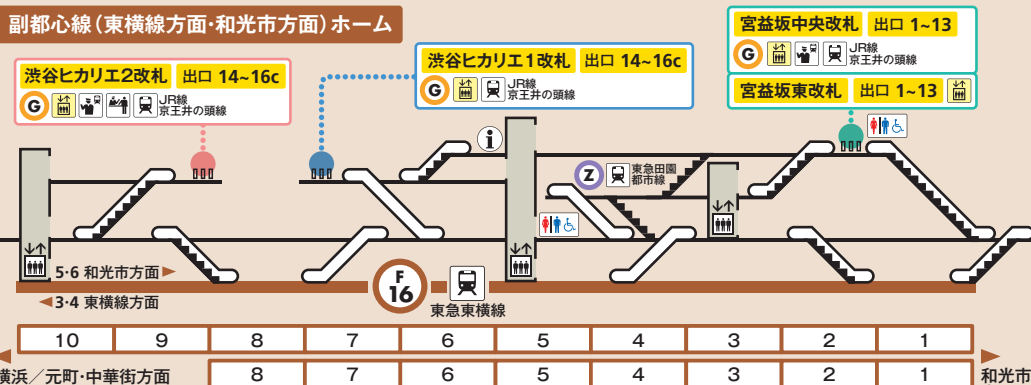 副都心線(東横線方面・和光市方面)ホーム
渋谷ヒカリエ2改札 出口 14~16c
G JR線
京王井の頭線
渋谷ヒカリエ1改札 出口 14~16c
G JR線
京王井の頭線
宮益坂中央改札 出口 1~13
G JR線
京王井の頭線
宮益坂東改札 出口 1~13
i
Z 東急田園
都市線
5・6 和光市方面
3・4 東横線方面
F
16
東急東横線
10 9 8 7 6 5 4 3 2 1
8 7 6 5 4 3 2 1
横浜/元町・中華街方面
和光市